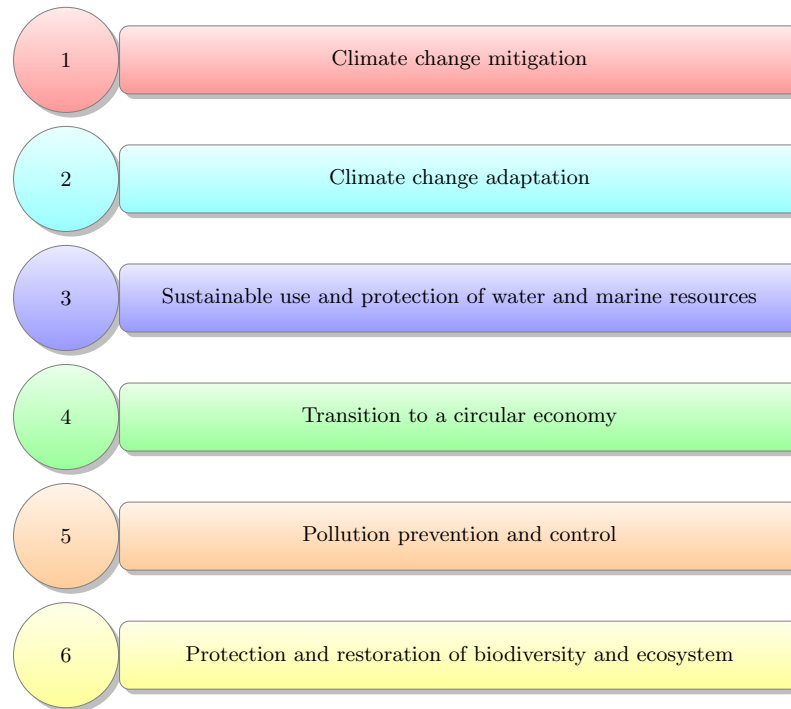 1
Climate change mitigation
2
Climate change adaptation
3
Sustainable use and protection of water and marine resources
4
Transition to a circular economy
5
Pollution prevention and control
6
Protection and restoration of biodiversity and ecosystem